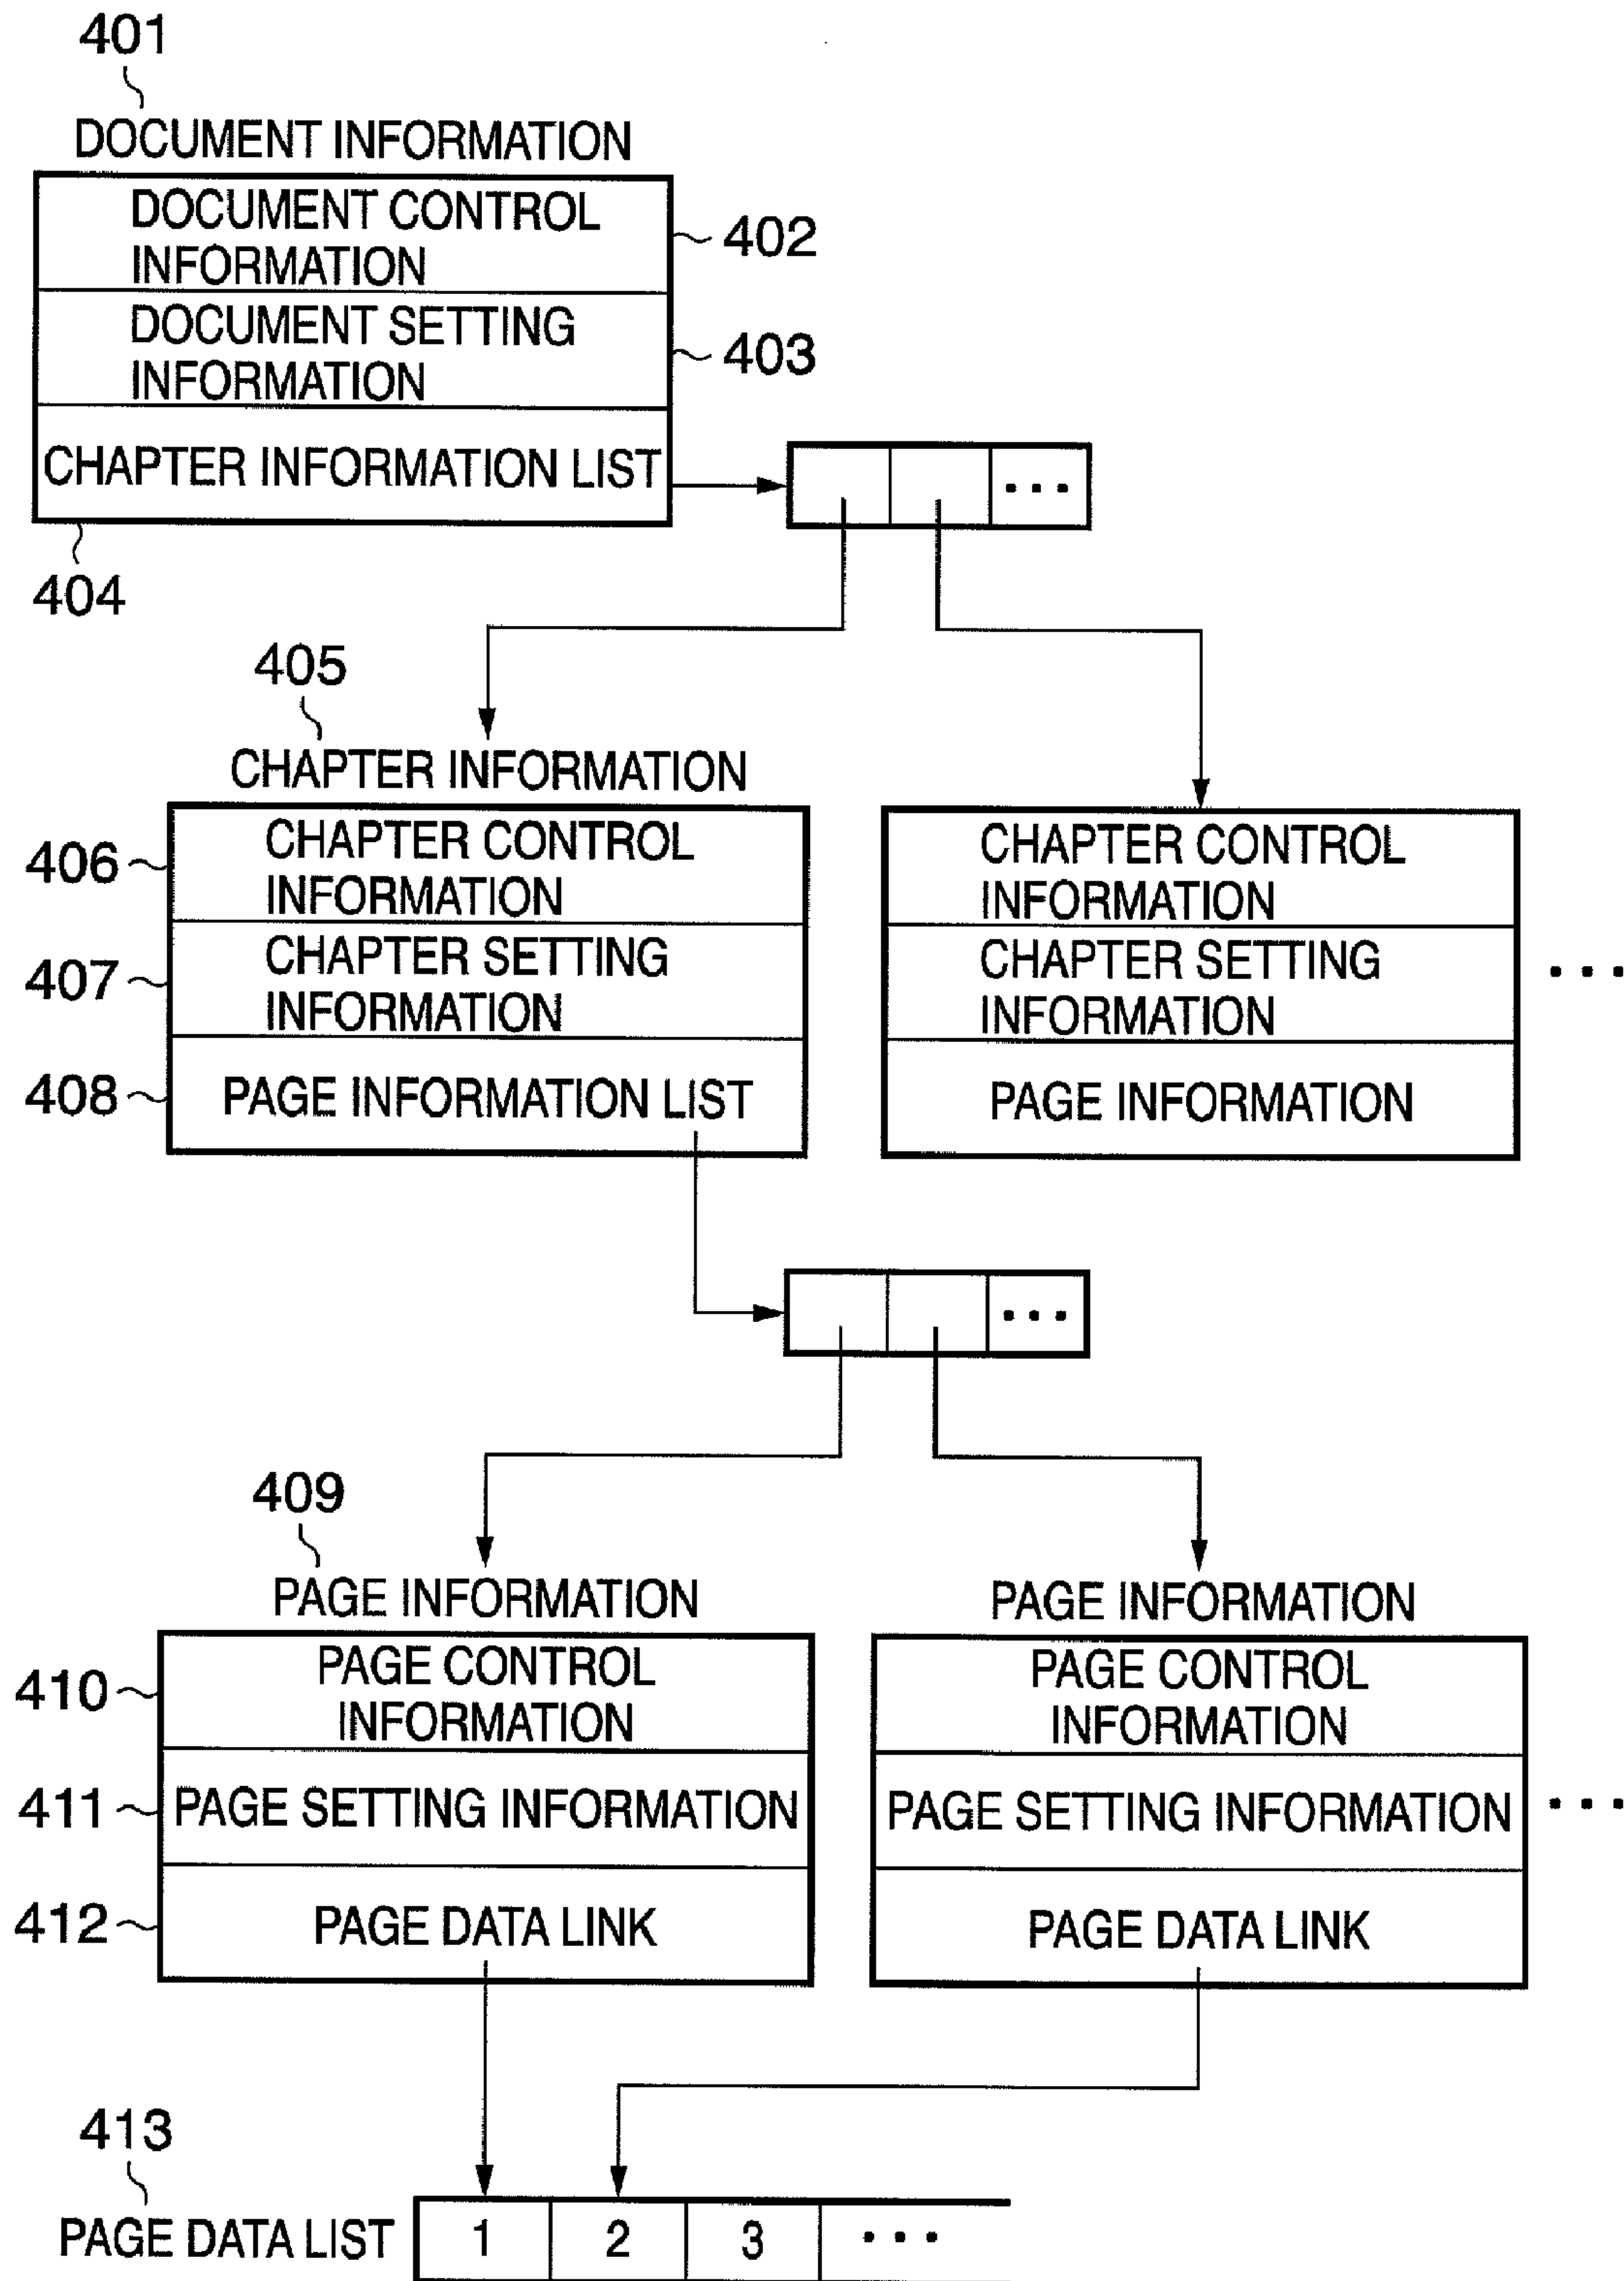 401
DOCUMENT INFORMATION
DOCUMENT CONTROL
INFORMATION
402
DOCUMENT SETTING
INFORMATION
403
CHAPTER INFORMATION LIST
...
404
405
CHAPTER INFORMATION
406
CHAPTER CONTROL
INFORMATION
407
CHAPTER SETTING
INFORMATION
408
PAGE INFORMATION LIST
CHAPTER CONTROL
INFORMATION
CHAPTER SETTING
INFORMATION
...
PAGE INFORMATION
...
409
PAGE INFORMATION
410
PAGE CONTROL
INFORMATION
411
PAGE SETTING INFORMATION
412
PAGE DATA LINK
PAGE INFORMATION
PAGE CONTROL
INFORMATION
PAGE SETTING INFORMATION
...
PAGE DATA LINK
413
PAGE DATA LIST
1 2 3 ...